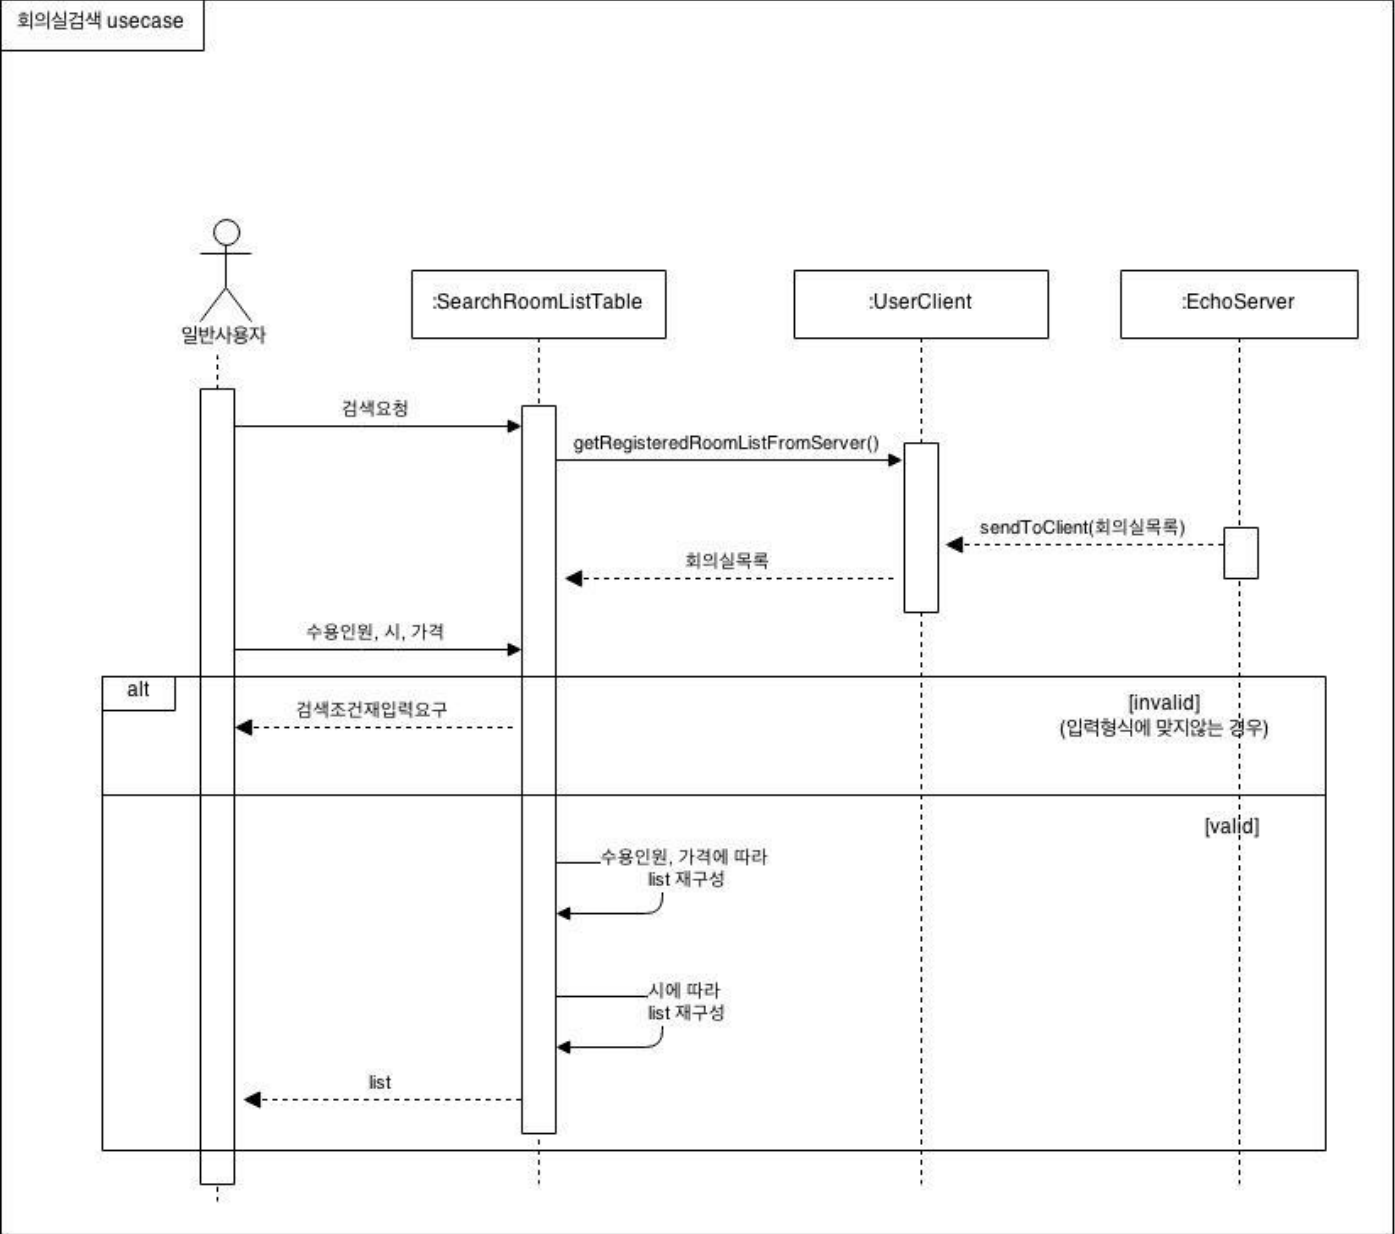 회의실검색 usecase
일반사용자
:SearchRoomListTable
:UserClient
:EchoServer
검색요청
getRegisteredRoomListFromServer()
sendToClient(회의실목록)
회의실목록
수용인원, 시, 가격
alt
검색조건재입력요구
[invalid]
(입력형식에 맞지않는 경우)
[valid]
수용인원, 가격에 따라
list 재구성
시에 따라
list 재구성
list